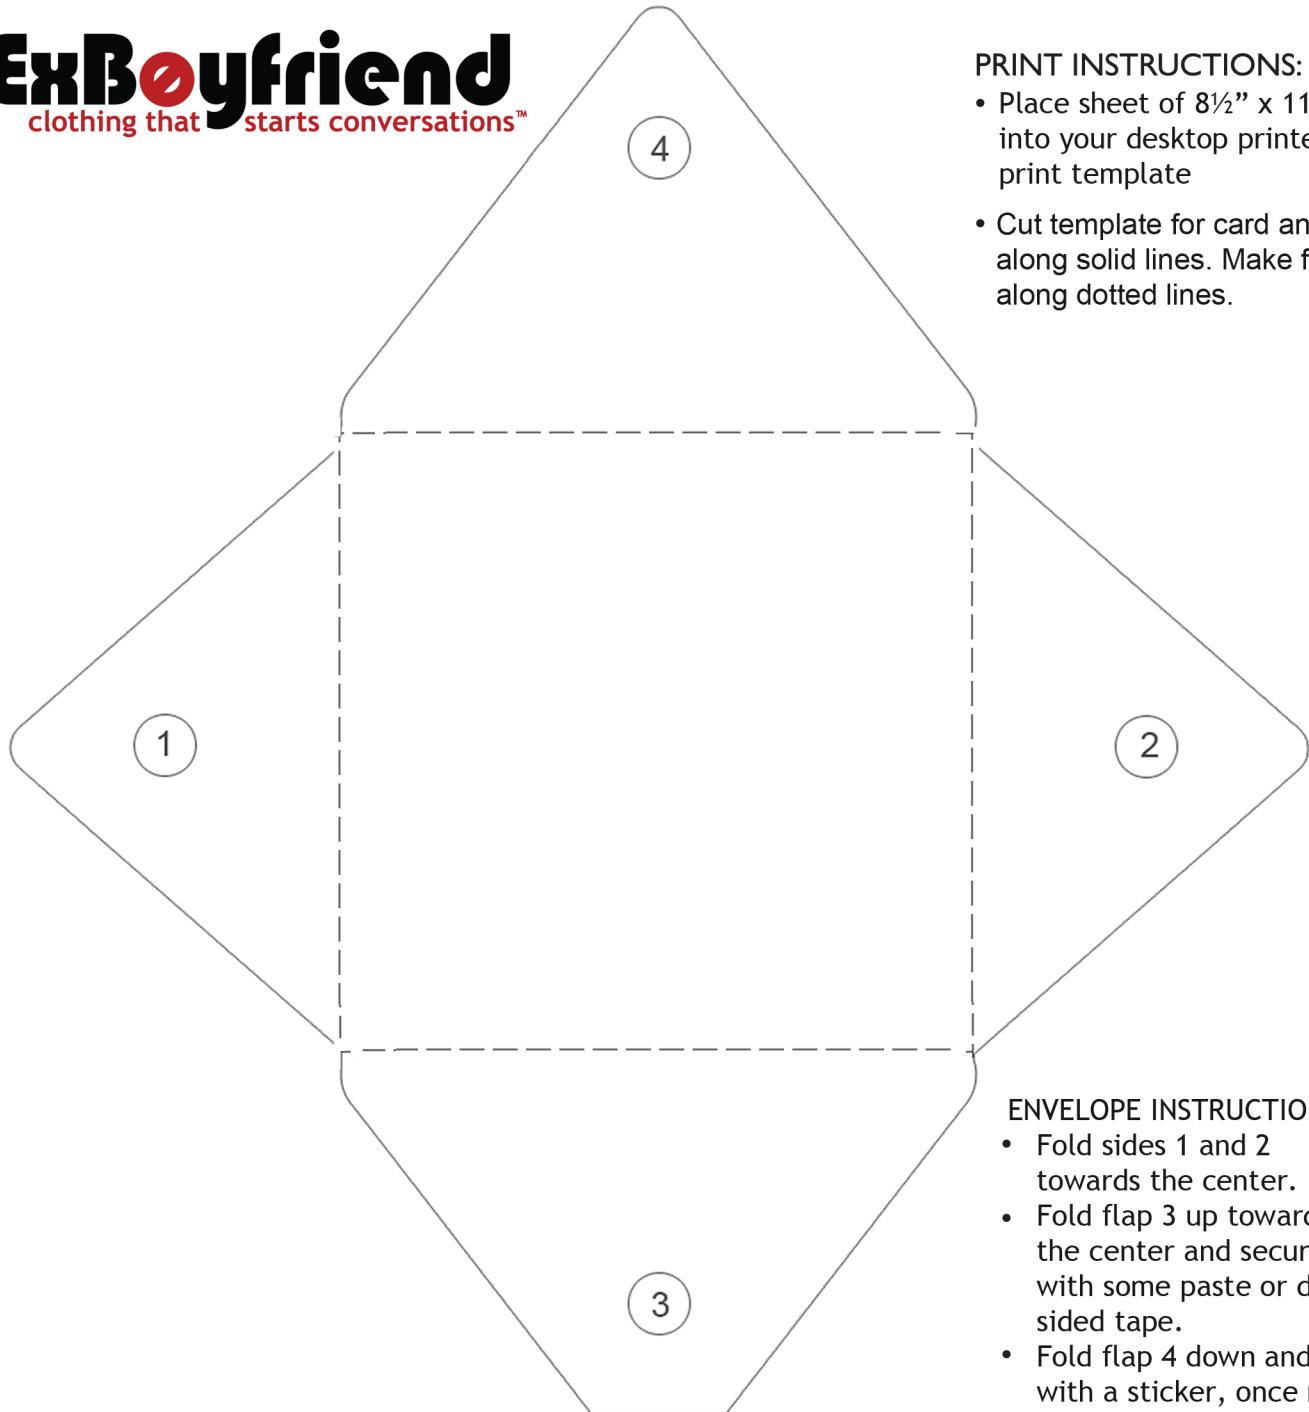 ExBoyfriend
clothing that starts conversations™
4
PRINT INSTRUCTIONS:
• Place sheet of 8½” x 11
into your desktop printe
print template
• Cut template for card an
along solid lines. Make f
along dotted lines.
1
2
3
ENVELOPE INSTRUCTIO
• Fold sides 1 and 2
towards the center.
• Fold flap 3 up toward
the center and secur
with some paste or d
sided tape.
• Fold flap 4 down and
with a sticker, once